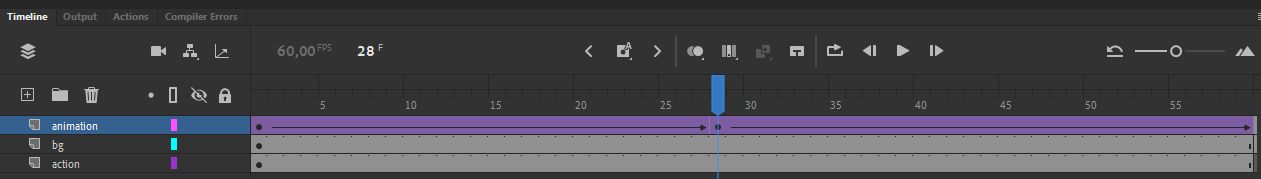 Timeline Output Actions Compiler Errors
60,00 FPS 28 F A
5 10 15 20 25 30 35 40 45 50 55
animation
bg
action